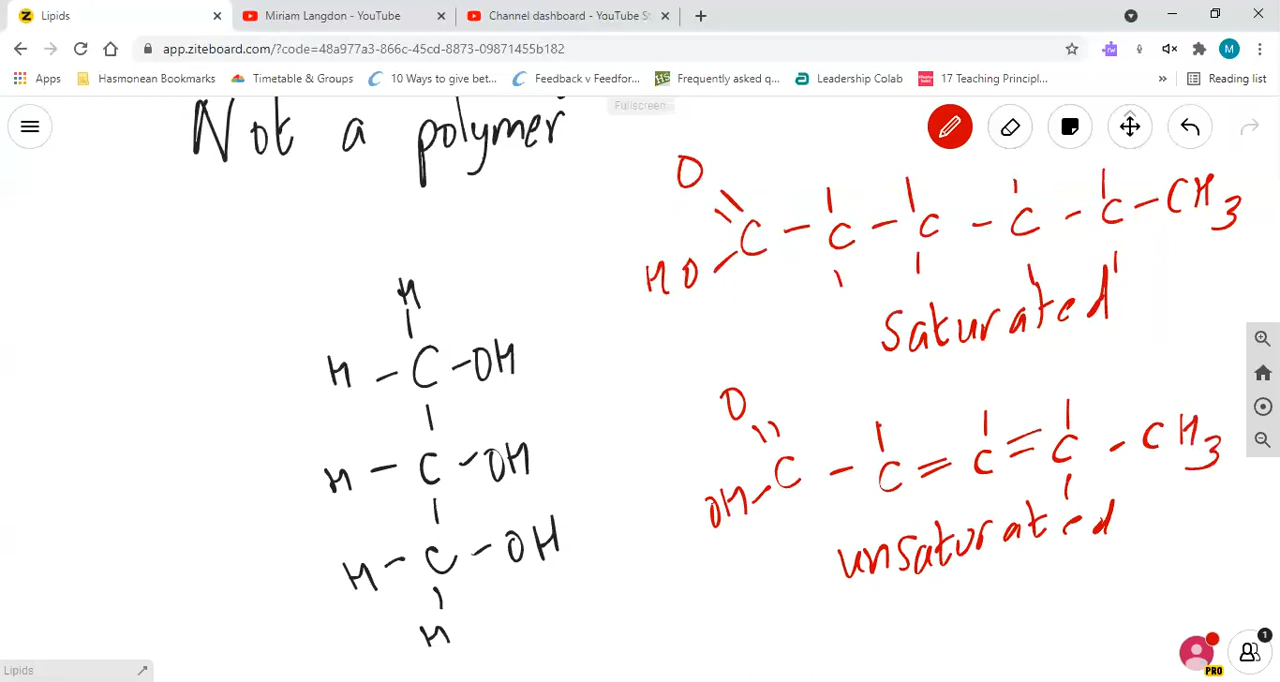 Lipids
Miriam Langdon - YouTube
Channel dashboard - YouTube St
app.ziteboard.com/?code=48a977a3-866c-45cd-8873-09871455b182
M
Apps
Hasmonean Bookmarks
Timetable & Groups
10 Ways to give bet...
Feedback v Feedfor...
Frequently asked q...
Leadership Colab
17 Teaching Principl...
»
Reading list
Fullscreen
Not a polymer
O
C - C - C - C - C - CH3
HO
saturated
H
H - C - OH
H - C - OH
H - C - OH
H
O
C - C = C = C - CH3
OH
unsaturated
Lipids
PRO
1